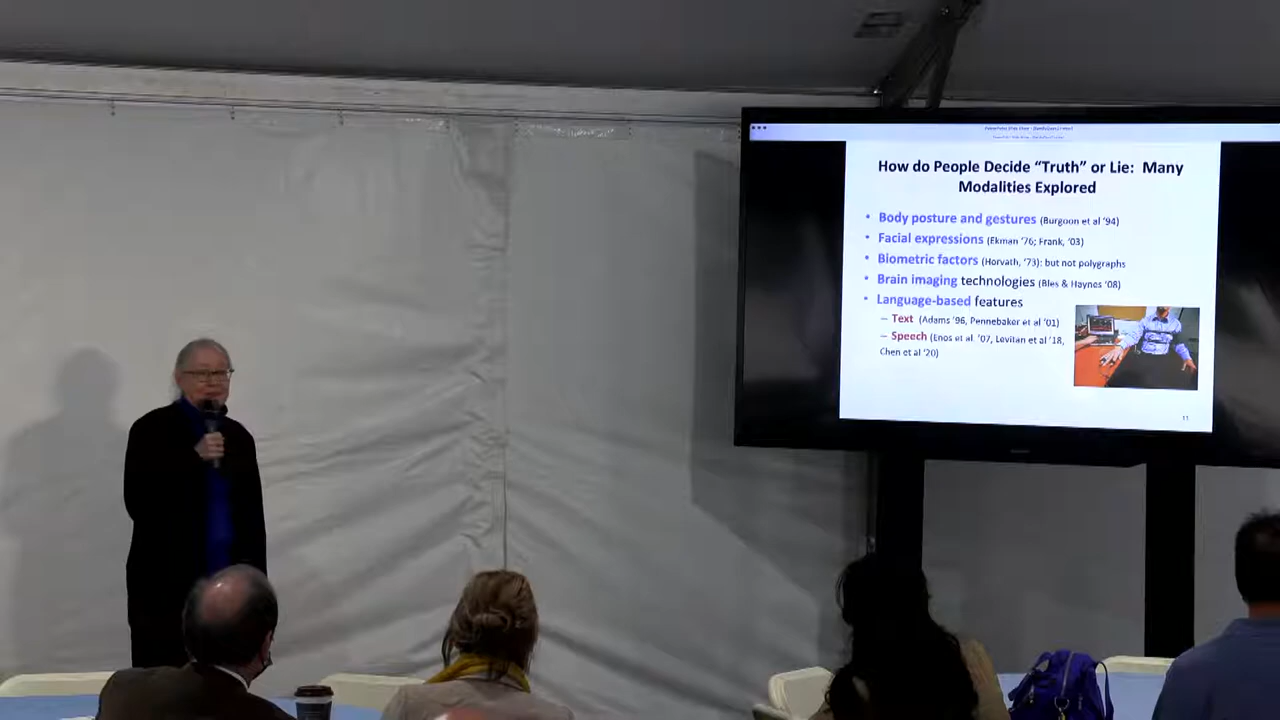 How do People Decide “Truth” or Lie: Many
Modalities Explored
• Body posture and gestures (Burgoon et al ‘94)
• Facial expressions (Ekman ‘76; Frank, ‘03)
• Biometric factors (Horvath, ‘73): but not polygraphs
• Brain imaging technologies (Bles & Haynes ‘08)
• Language-based features
– Text (Adams ‘96, Pennebaker et al ‘01)
– Speech (Enos et al. ‘07, Levitan et al ‘18,
Chen et al ‘20)
11